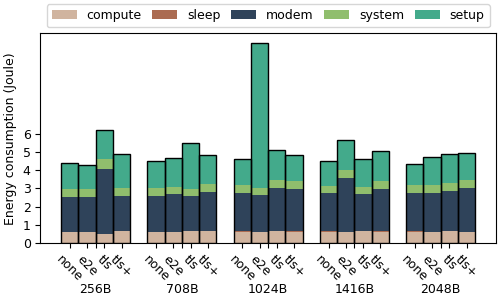 compute sleep modem system setup
Energy consumption (Joule)
6
5
4
3
2
1
0
none e2e tls tls+ none e2e tls tls+ none e2e tls tls+ none e2e tls tls+ none e2e tls tls+
256B 708B 1024B 1416B 2048B